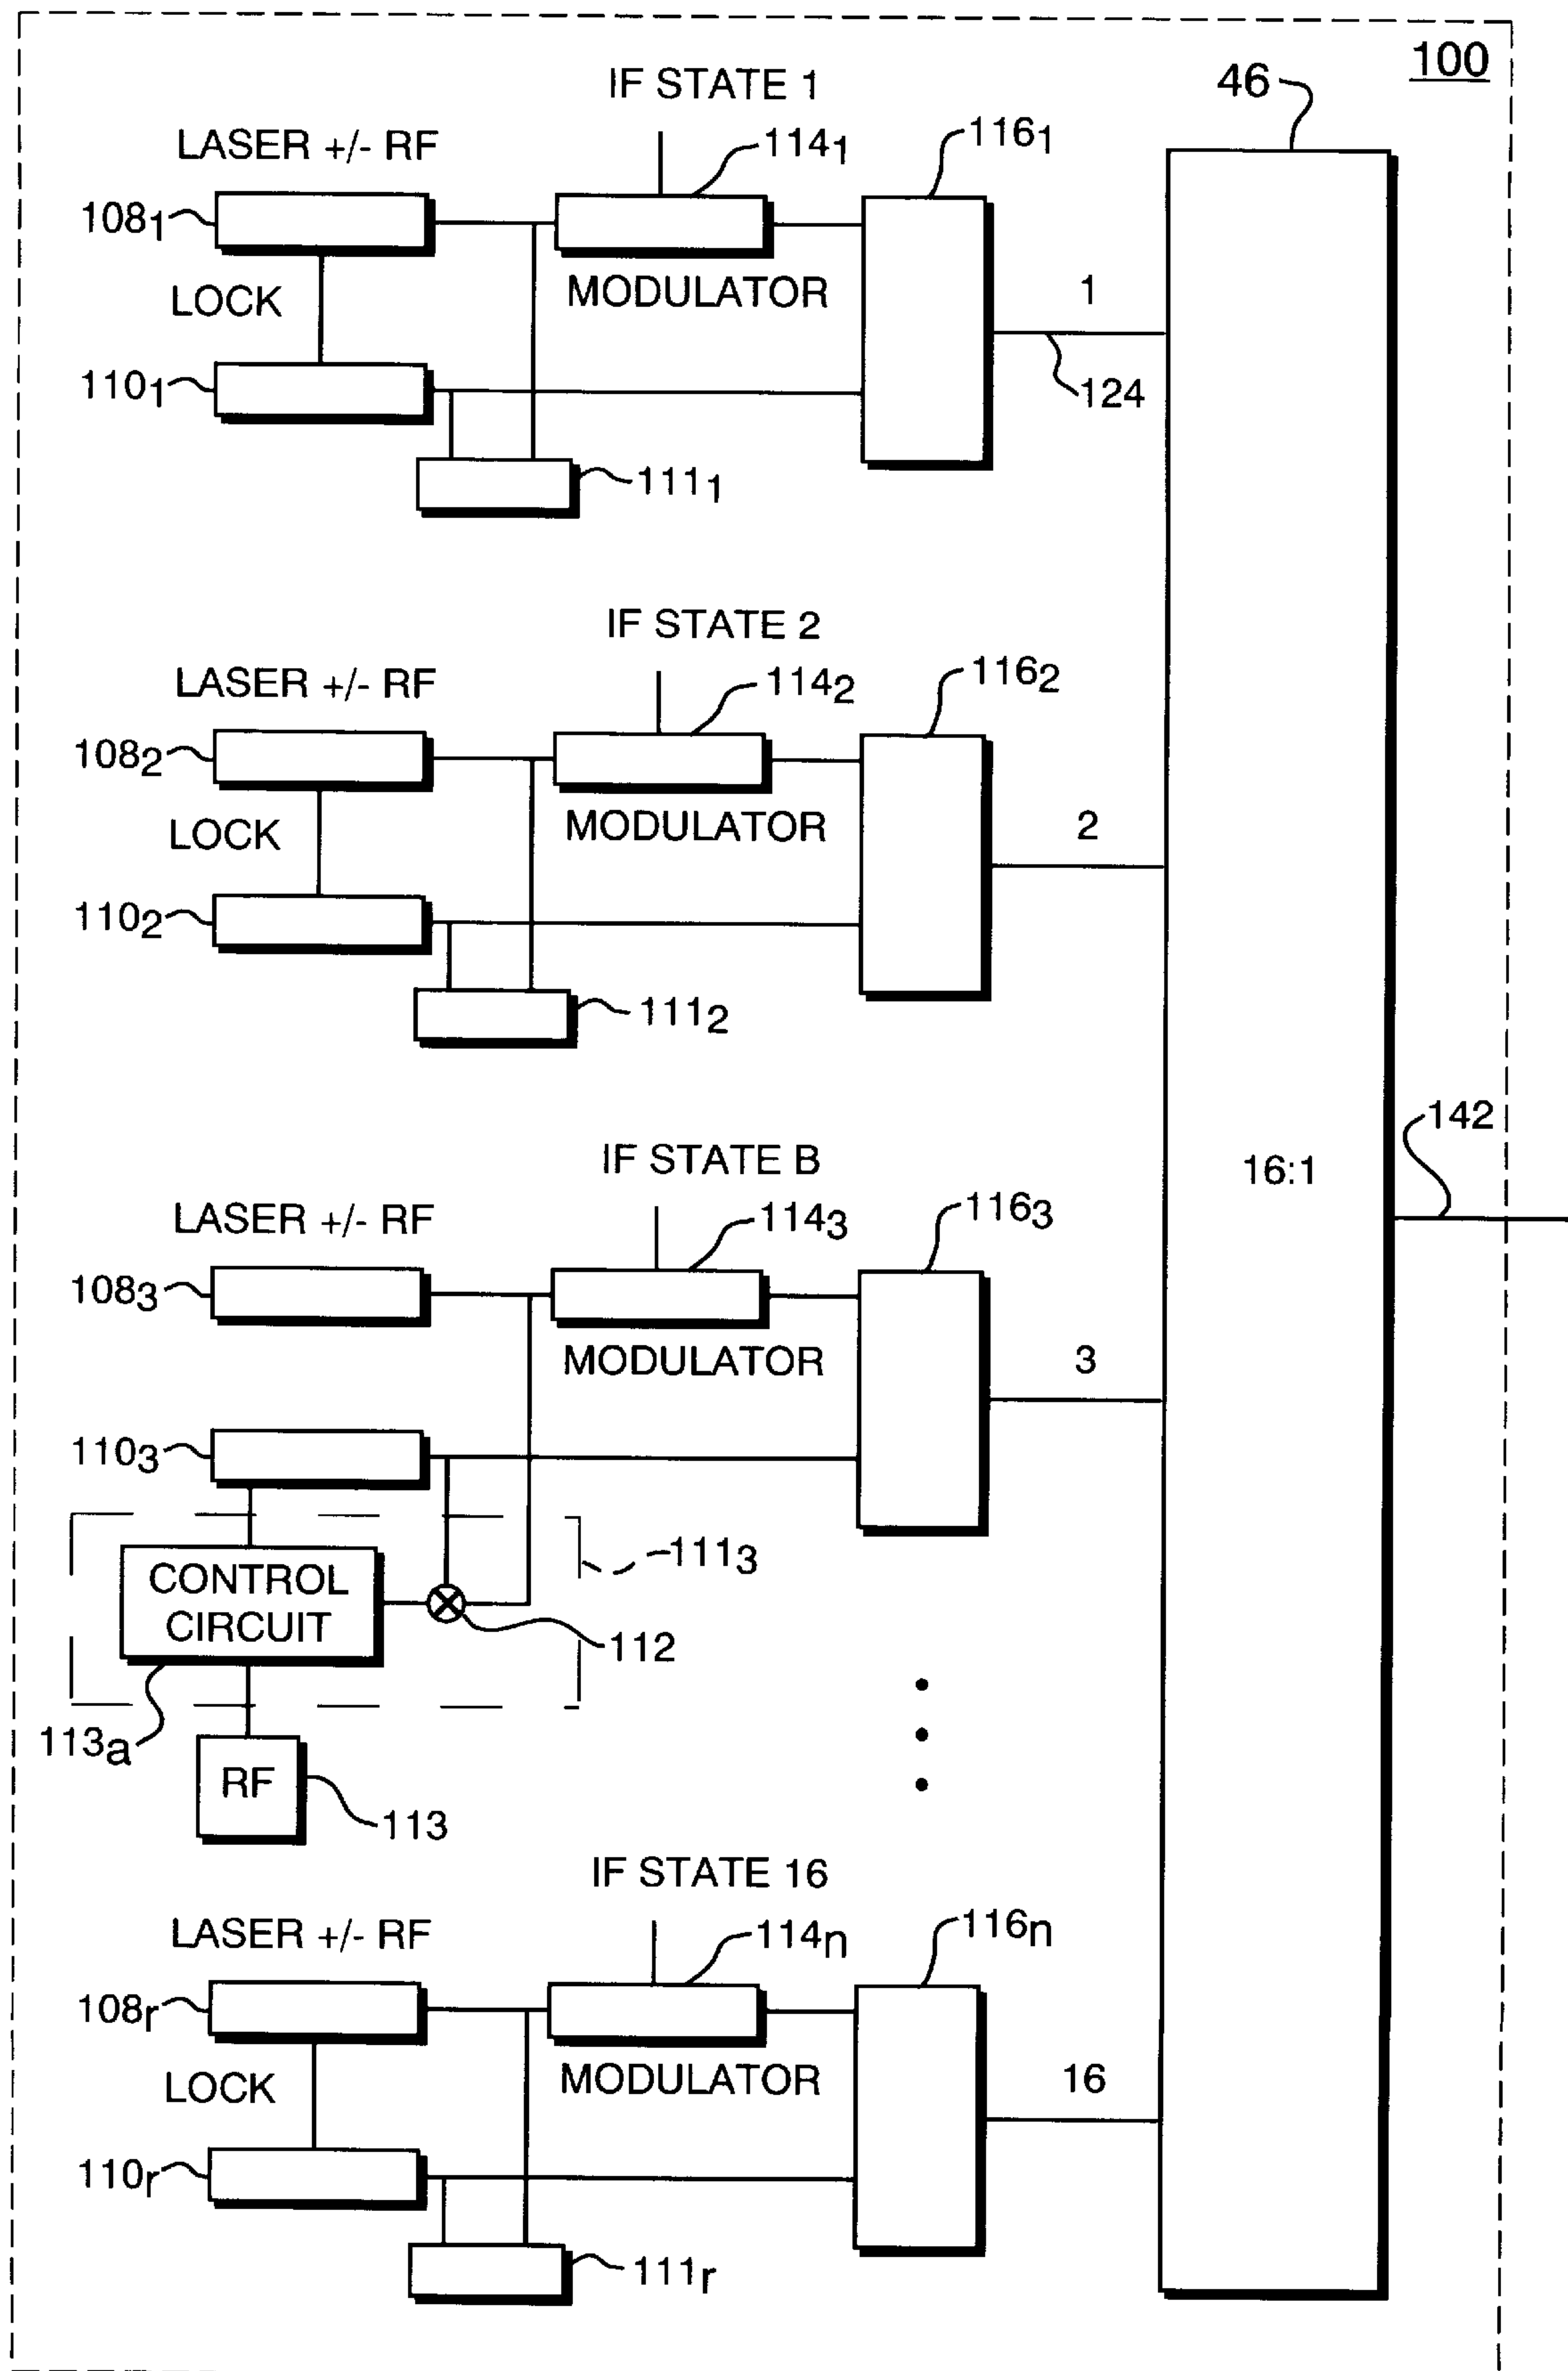 100
IF STATE 1
46
LASER +/- RF
114₁
116₁
108₁
LOCK
MODULATOR
1
110₁
124
111₁
IF STATE 2
LASER +/- RF
114₂
116₂
108₂
LOCK
MODULATOR
2
110₂
111₂
142
IF STATE B
16:1
LASER +/- RF
114₃
116₃
108₃
MODULATOR
3
110₃
111₃
CONTROL
CIRCUIT
112
113a
RF
113
IF STATE 16
LASER +/- RF
114n
116n
108r
LOCK
MODULATOR
16
110r
111r